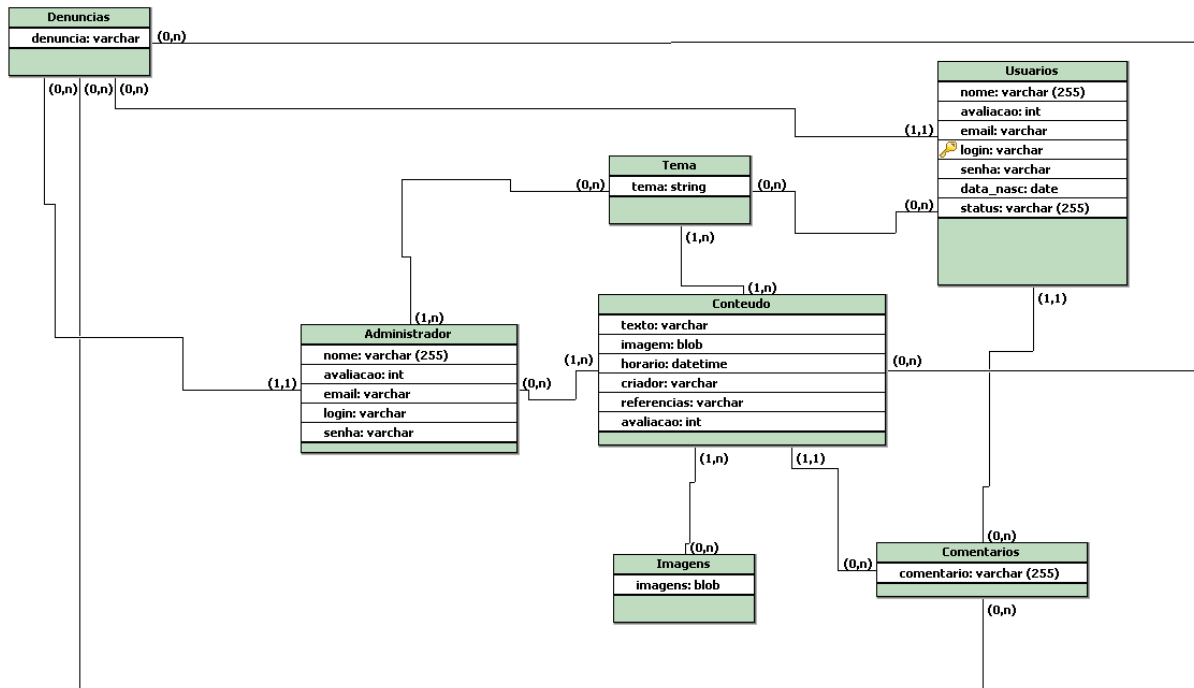 Denuncias
denuncia: varchar
(0,n)
(0,n) (0,n) (0,n)
Usuarios
nome: varchar (255)
avaliacao: int
email: varchar
login: varchar
senha: varchar
data_nasc: date
status: varchar (255)
(1,1)
(0,n)
(1,1)
Tema
tema: string
(0,n)
(0,n)
(1,n)
(1,n)
Conteudo
texto: varchar
imagem: blob
horario: datetime
criador: varchar
referencias: varchar
avaliacao: int
(1,n)
(0,n)
(1,n)
(1,1)
(1,n)
Administrador
nome: varchar (255)
avaliacao: int
email: varchar
login: varchar
senha: varchar
(1,1)
(0,n)
(0,n)
Imagens
imagens: blob
(0,n)
(0,n)
Comentarios
comentario: varchar (255)
(0,n)